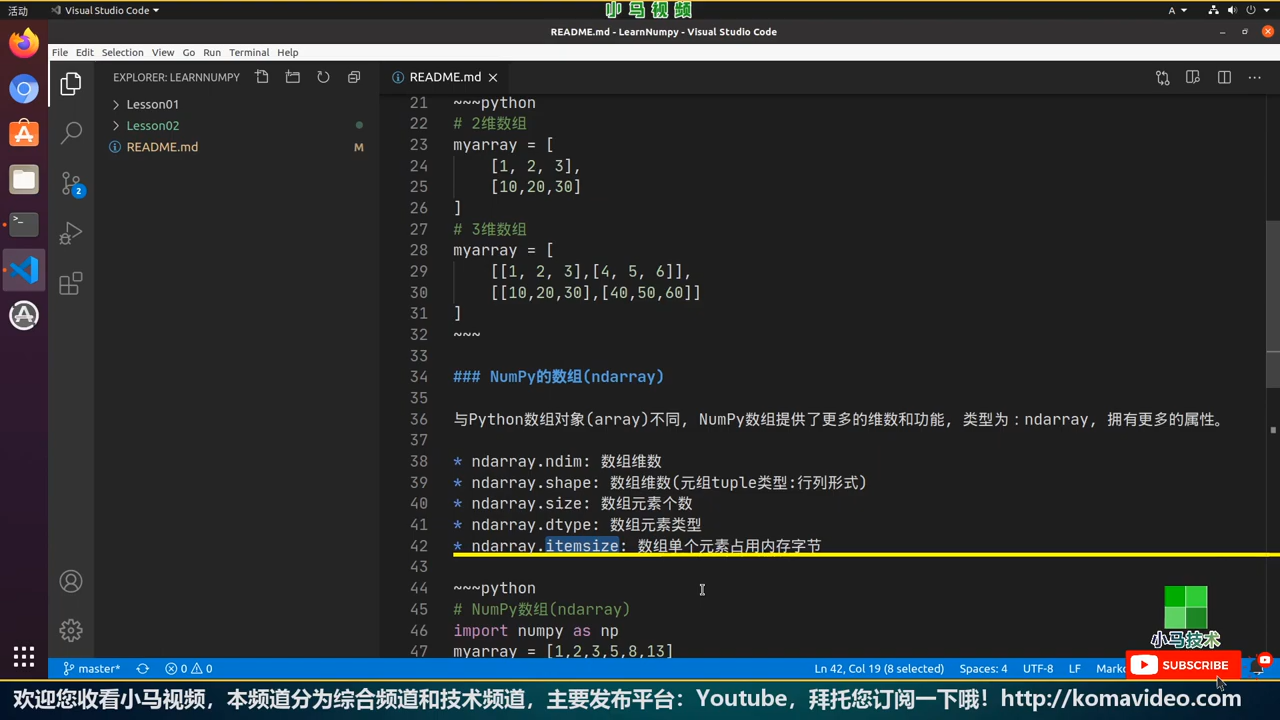 活动
Visual Studio Code
小马视频
A
README.md - LearnNumpy - Visual Studio Code
File Edit Selection View Go Run Terminal Help
EXPLORER: LEARNNUMPY
README.md
Lesson01
Lesson02
README.md M
2
21 ~~~python
22 # 2维数组
23 myarray = [
24 [1, 2, 3],
25 [10,20,30]
26 ]
27 # 3维数组
28 myarray = [
29 [[1, 2, 3],[4, 5, 6]],
30 [[10,20,30],[40,50,60]]
31 ]
32 ~~~
33
34 ### NumPy的数组(ndarray)
35
36 与Python数组对象(array)不同, NumPy数组提供了更多的维数和功能, 类型为：ndarray, 拥有更多的属性。
37
38 * ndarray.ndim: 数组维数
39 * ndarray.shape: 数组维数(元组tuple类型:行列形式)
40 * ndarray.size: 数组元素个数
41 * ndarray.dtype: 数组元素类型
42 * ndarray.itemsize: 数组单个元素占用内存字节
43
44 ~~~python
45 # NumPy数组(ndarray)
46 import numpy as np
47 myarray = [1,2,3,5,8,13]
小马技术
SUBSCRIBE
master* 0 0 Ln 42, Col 19 (8 selected) Spaces: 4 UTF-8 LF
欢迎您收看小马视频，本频道分为综合频道和技术频道，主要发布平台：Youtube，拜托您订阅一下哦！http://komavideo.com